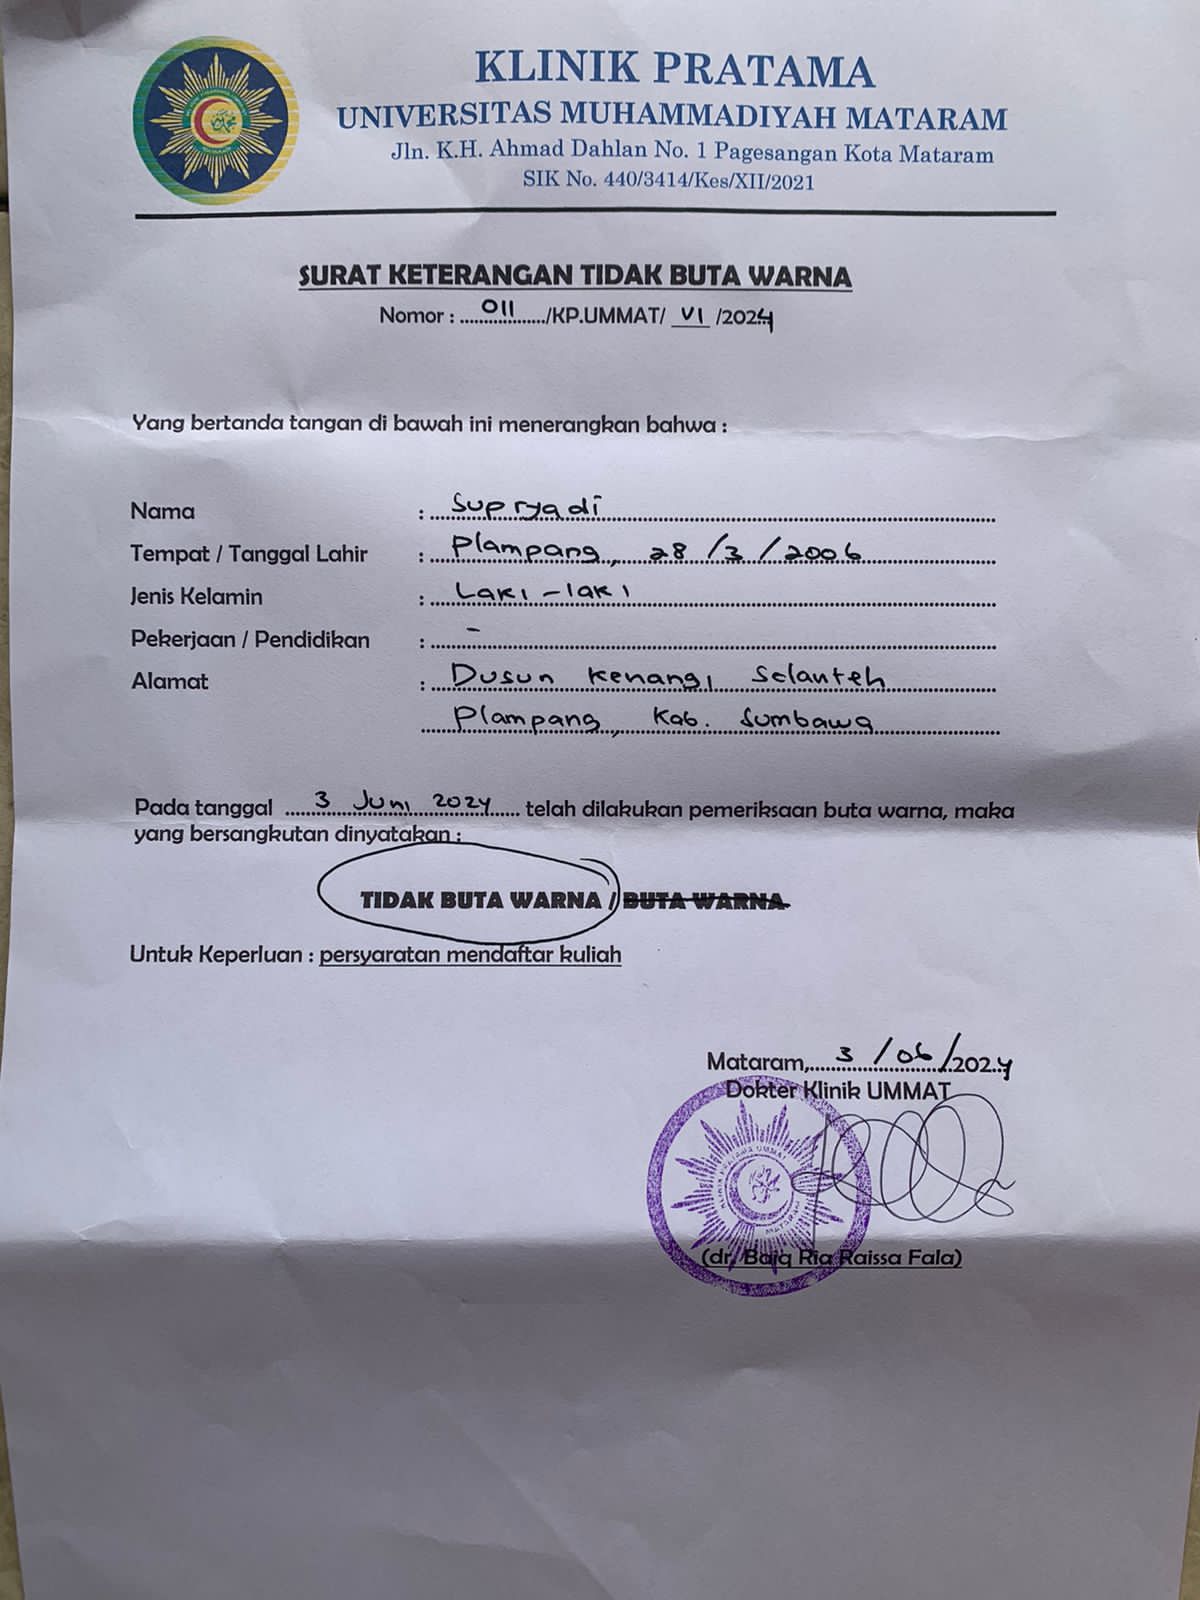 KLINIK PRATAMA
UNIVERSITAS MUHAMMADIYAH MATARAM
Jln. K.H. Ahmad Dahlan No. 1 Pagesangan Kota Mataram
SIK No. 440/3414/Kes/XII/2021
SURAT KETERANGAN TIDAK BUTA WARNA
Nomor : 011 /KP.UMMAT/ VI /2024
Yang bertanda tangan di bawah ini menerangkan bahwa :
Nama : Supryadi
Tempat / Tanggal Lahir : Plampang, 28 / 3 / 2006
Jenis Kelamin : Laki-laki
Pekerjaan / Pendidikan : -
Alamat : Dusun Kenangi, Selanteh
Plampang, Kab. Sumbawa
Pada tanggal 3 Juni 2024 telah dilakukan pemeriksaan buta warna, maka
yang bersangkutan dinyatakan :
TIDAK BUTA WARNA / BUTA WARNA
Untuk Keperluan : persyaratan mendaftar kuliah
Mataram, 3 / 06 / 2024
Dokter Klinik UMMAT
KLINIK PRATAMA UMMAT
MATARAM
(dr. Baiq Ria Raissa Fala)